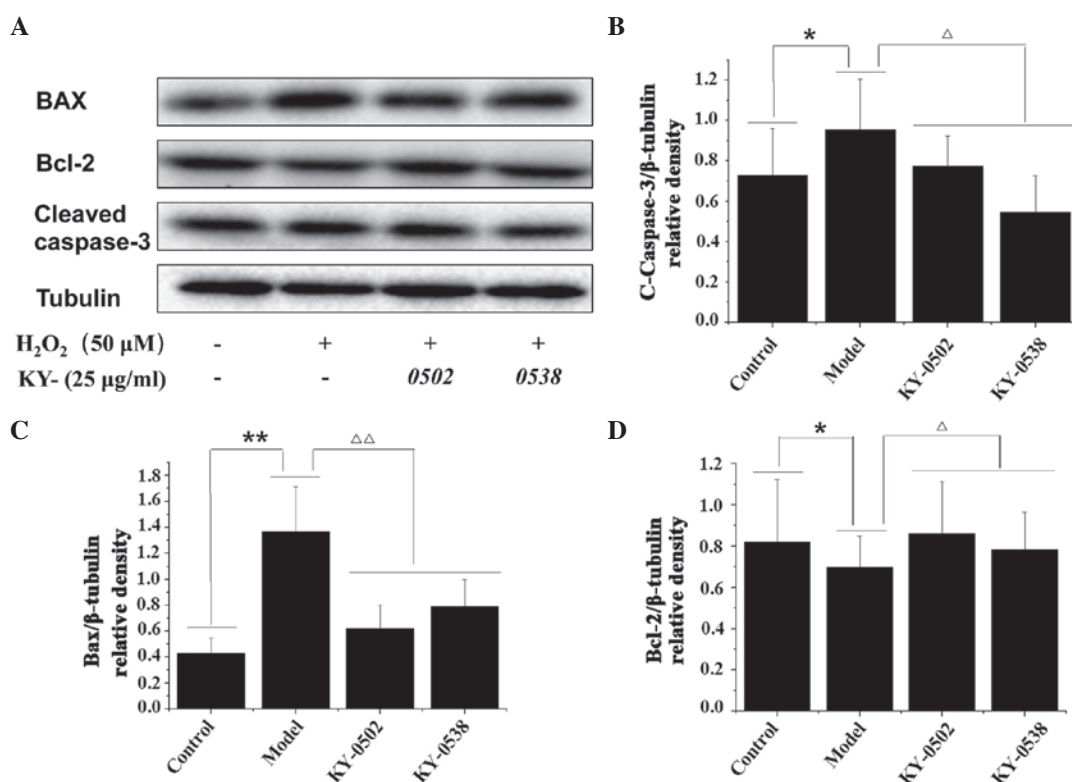 A
BAX
Bcl-2
Cleaved
caspase-3
Tubulin
H₂O₂ (50 μM) - + + +
KY- (25 μg/ml) - - 0502 0538
B
* △
C-Caspase-3/β-tubulin
relative density
1.2
1.0
0.8
0.6
0.4
0.2
0.0
Control
Model
KY-0502
KY-0538
C
** △△
Bax/β-tubulin
relative density
1.8
1.6
1.4
1.2
1.0
0.8
0.6
0.4
0.2
0.0
Control
Model
KY-0502
KY-0538
D
* △
Bcl-2/β-tubulin
relative density
1.2
1.0
0.8
0.6
0.4
0.2
0.0
Control
Model
KY-0502
KY-0538